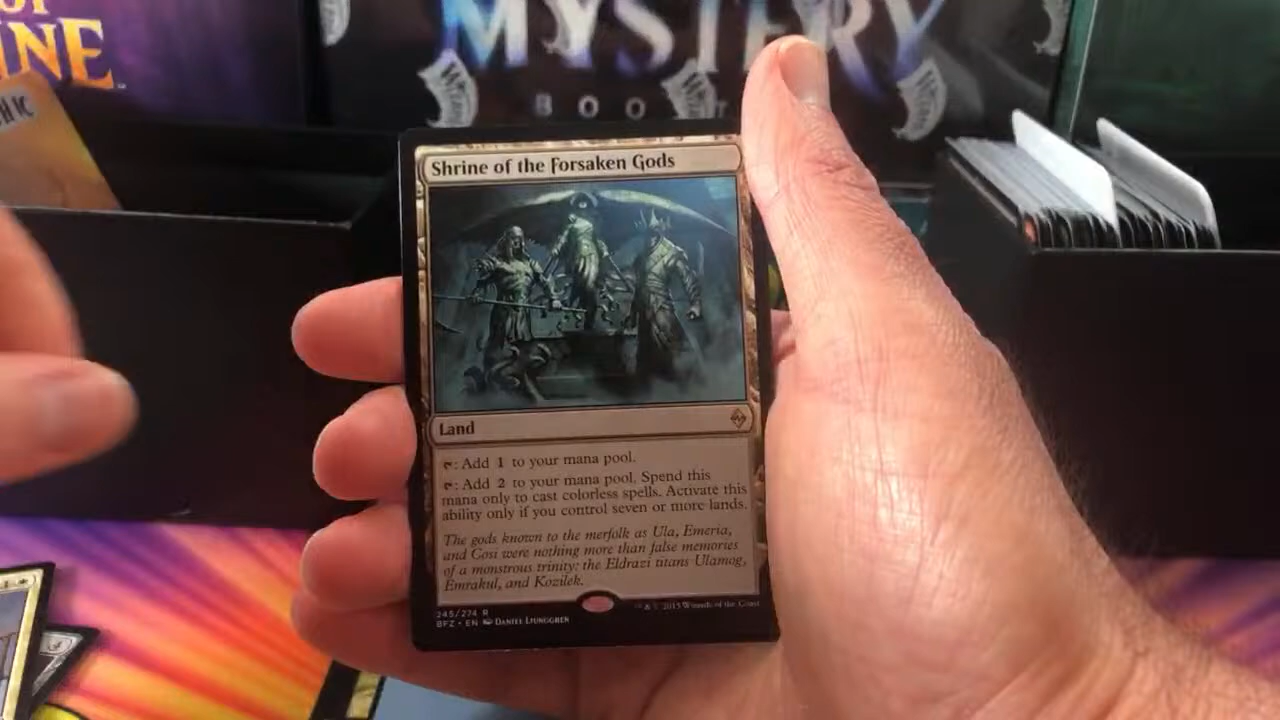 OF
INE
MYSTERY
BOO
HIC
Shrine of the Forsaken Gods
Land
: Add 1 to your mana pool.
: Add 2 to your mana pool. Spend this
mana only to cast colorless spells. Activate this
ability only if you control seven or more lands.
The gods known to the merfolk as Ula, Emeria,
and Cosi were nothing more than false memories
of a monstrous trinity: the Eldrazi titans Ulamog,
Emrakul, and Kozilek.
245/274 R
BFZ • EN Daniel Ljunggren
& © 2015 Wizards of the Coast